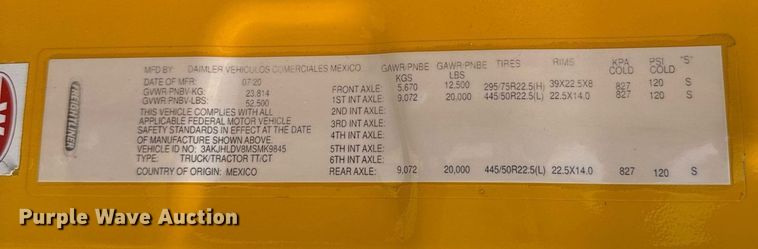 MFD BY: DAIMLER VEHICULOS COMERCIALES MEXICO
DATE OF MFR: 07/20
GVWR/PNBV-KG: 23.814
GVWR/PNBV-LBS: 52,500
THIS VEHICLE COMPLIES WITH ALL
APPLICABLE FEDERAL MOTOR VEHICLE
SAFETY STANDARDS IN EFFECT AT THE DATE
OF MANUFACTURE SHOWN ABOVE.
VEHICLE ID NO.: 3AKJHLDV8MSMK9845
TYPE: TRUCK/TRACTOR TT/CT
COUNTRY OF ORIGIN: MEXICO
GAWR/PNBE GAWR/PNBE TIRES RIMS KPA PSI "S"
KGS LBS COLD COLD
FRONT AXLE: 5.670 12,500 295/75R22.5(H) 39X22.5X8 827 120 S
1ST INT AXLE: 9.072 20,000 445/50R22.5(L) 22.5X14.0 827 120 S
2ND INT AXLE:
3RD INT AXLE:
4TH INT AXLE:
5TH INT AXLE:
6TH INT AXLE:
REAR AXLE: 9.072 20,000 445/50R22.5(L) 22.5X14.0 827 120 S
FREIGHTLINER
Purple Wave Auction